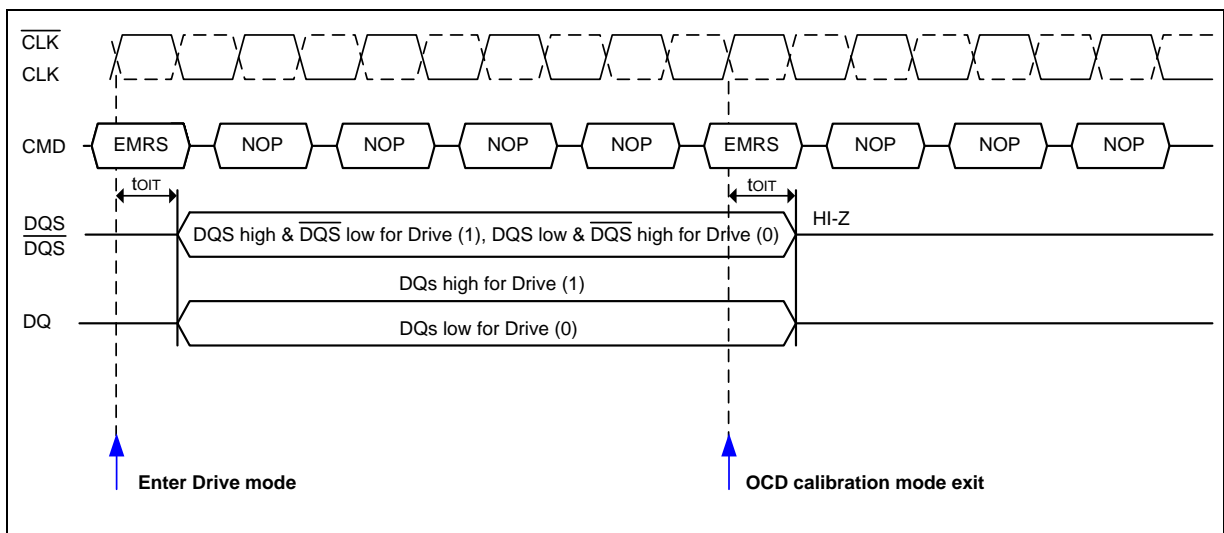 CLK
CLK
CMD EMRS NOP NOP NOP NOP EMRS NOP NOP NOP
tOIT tOIT
DQS
DQS
DQS high & DQS low for Drive (1), DQS low & DQS high for Drive (0)
HI-Z
DQs high for Drive (1)
DQ
DQs low for Drive (0)
Enter Drive mode
OCD calibration mode exit